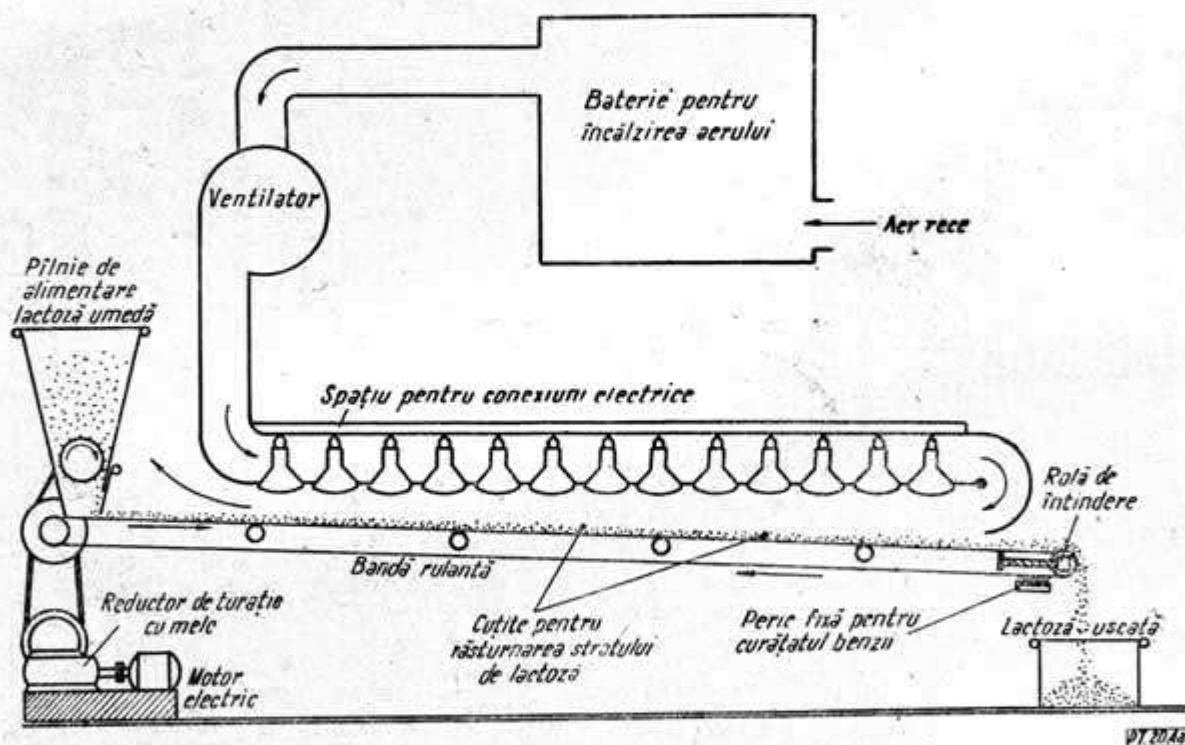 Baterie pentru
încălzirea aerului
Ventilator
Aer rece
Pîlnie de
alimentare
lactoză umedă
Spațiu pentru conexiuni electrice
Rolă de
întindere
Bandă rulantă
Reductor de turație
cu melc
Cuțite pentru
răsturnarea stratului
de lactoză
Perie fixă pentru
curățatul benzii
Lactoză uscată
Motor
electric